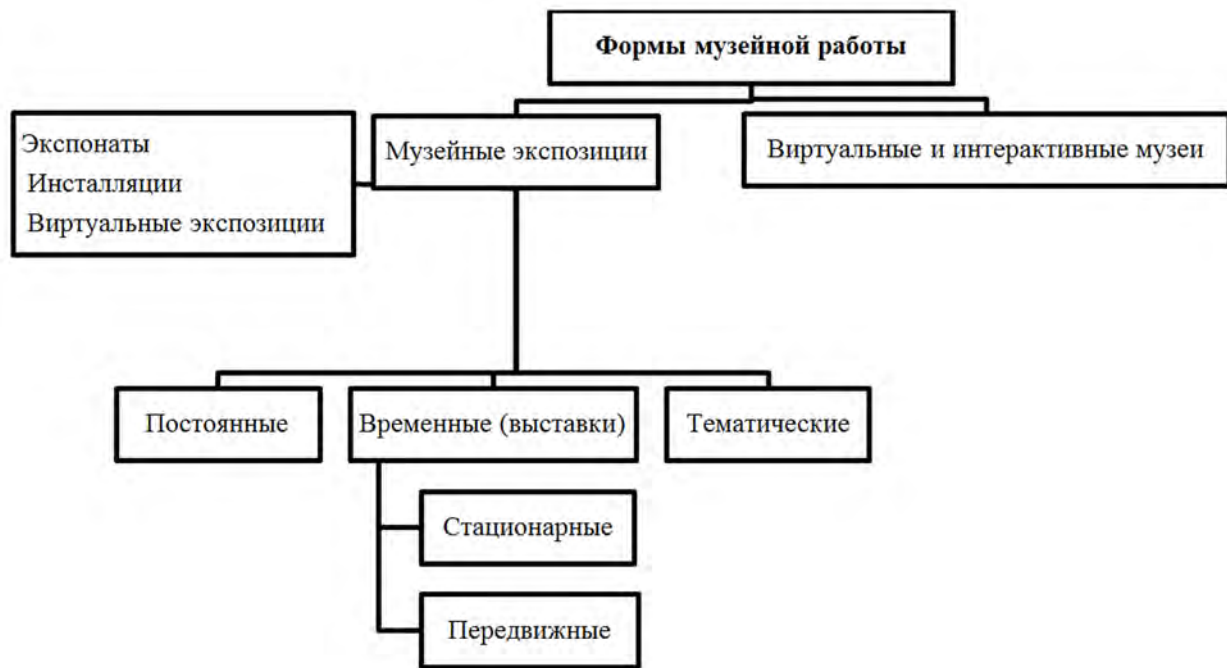 Формы музейной работы
Экспонаты
Инсталляции
Виртуальные экспозиции
Музейные экспозиции
Виртуальные и интерактивные музеи
Постоянные
Временные (выставки)
Тематические
Стационарные
Передвижные